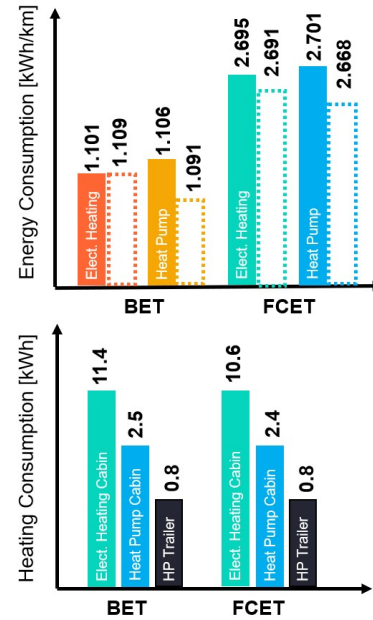 Energy Consumption [kWh/km]
1.101
1.109
1.106
1.091
2.695
2.691
2.701
2.668
Elect. Heating
Heat Pump
Elect. Heating
Heat Pump
BET
FCET
Heating Consumption [kWh]
11.4
2.5
0.8
10.6
2.4
0.8
Elect. Heating Cabin
Heat Pump Cabin
HP Trailer
Elect. Heating Cabin
Heat Pump Cabin
HP Trailer
BET
FCET